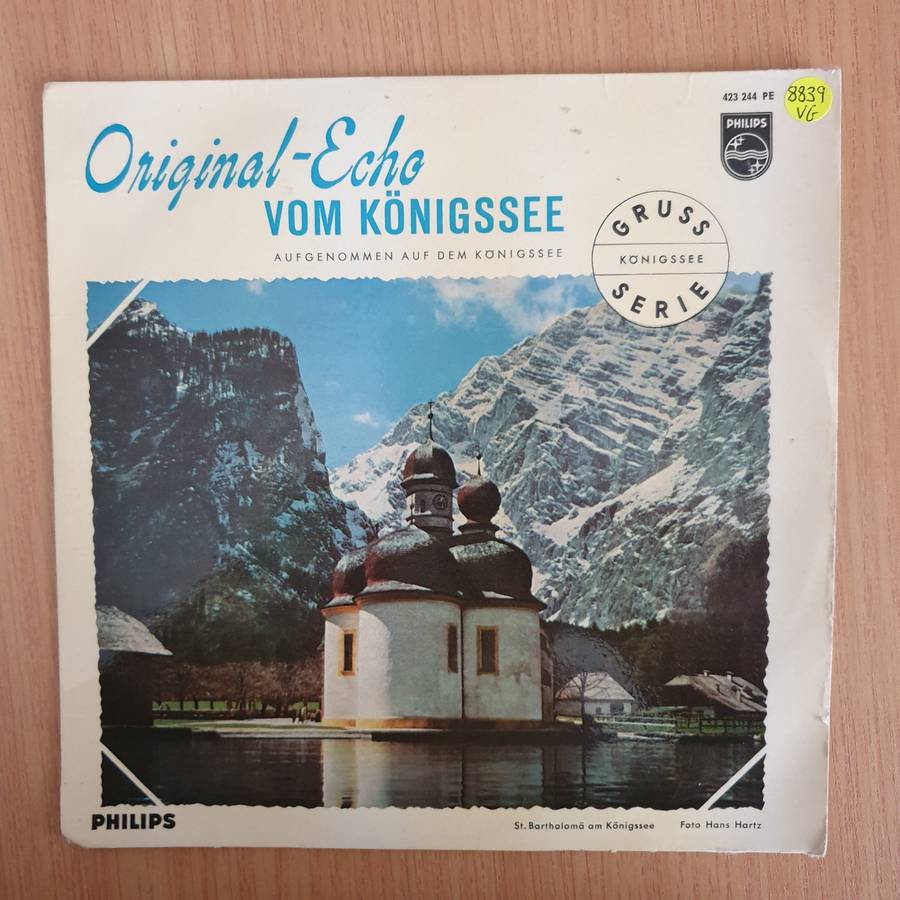 423 244 PE
8839
VG
PHILIPS
Original-Echo
VOM KÖNIGSSEE
AUFGENOMMEN AUF DEM KÖNIGSSEE
GRUSS
KÖNIGSSEE
SERIE
PHILIPS
St. Bartholomä am Königssee Foto Hans Hartz